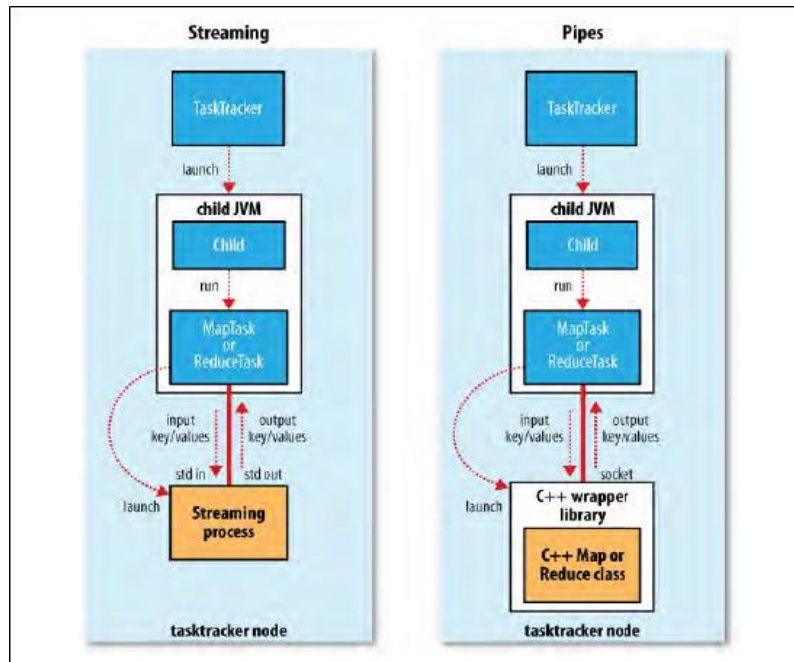 Streaming
TaskTracker
launch
child JVM
Child
run
MapTask
or
ReduceTask
input
key/values
output
key/values
std in
std out
launch
Streaming
process
tasktracker node
Pipes
TaskTracker
launch
child JVM
Child
run
MapTask
or
ReduceTask
input
key/values
output
key/values
socket
launch
C++ wrapper
library
C++ Map or
Reduce class
tasktracker node